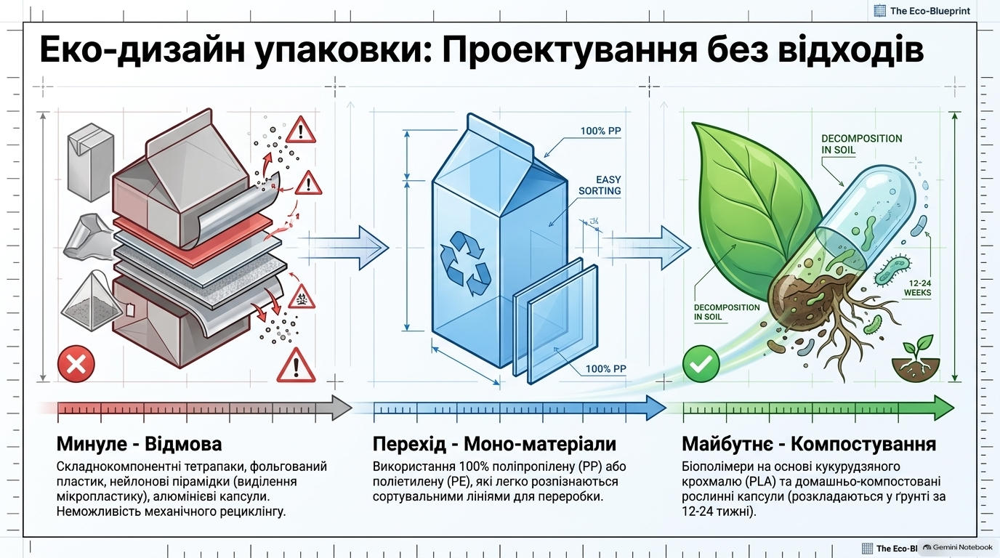 The Eco-Blueprint
Еко-дизайн упаковки: Проектування без відходів
100% PP
EASY
SORTING
100% PP
DECOMPOSITION
IN SOIL
12-24
WEEKS
DECOMPOSITION
IN SOIL
Минуле - Відмова
Складнокомпонентні тетрапаки, фольгований
пластик, нейлонові пірамідки (виділення
мікропластику), алюмінієві капсули.
Неможливість механічного рециклінгу.
Перехід - Моно-матеріали
Використання 100% поліпропілену (PP) або
поліетилену (PE), які легко розпізнаються
сортувальними лініями для переробки.
Майбутнє - Компостування
Біополімери на основі кукурудзяного
крохмалю (PLA) та домашньо-компостовані
рослинні капсули (розкладаються у ґрунті за
12-24 тижні).
The Eco-Bl
Gemini Notebook